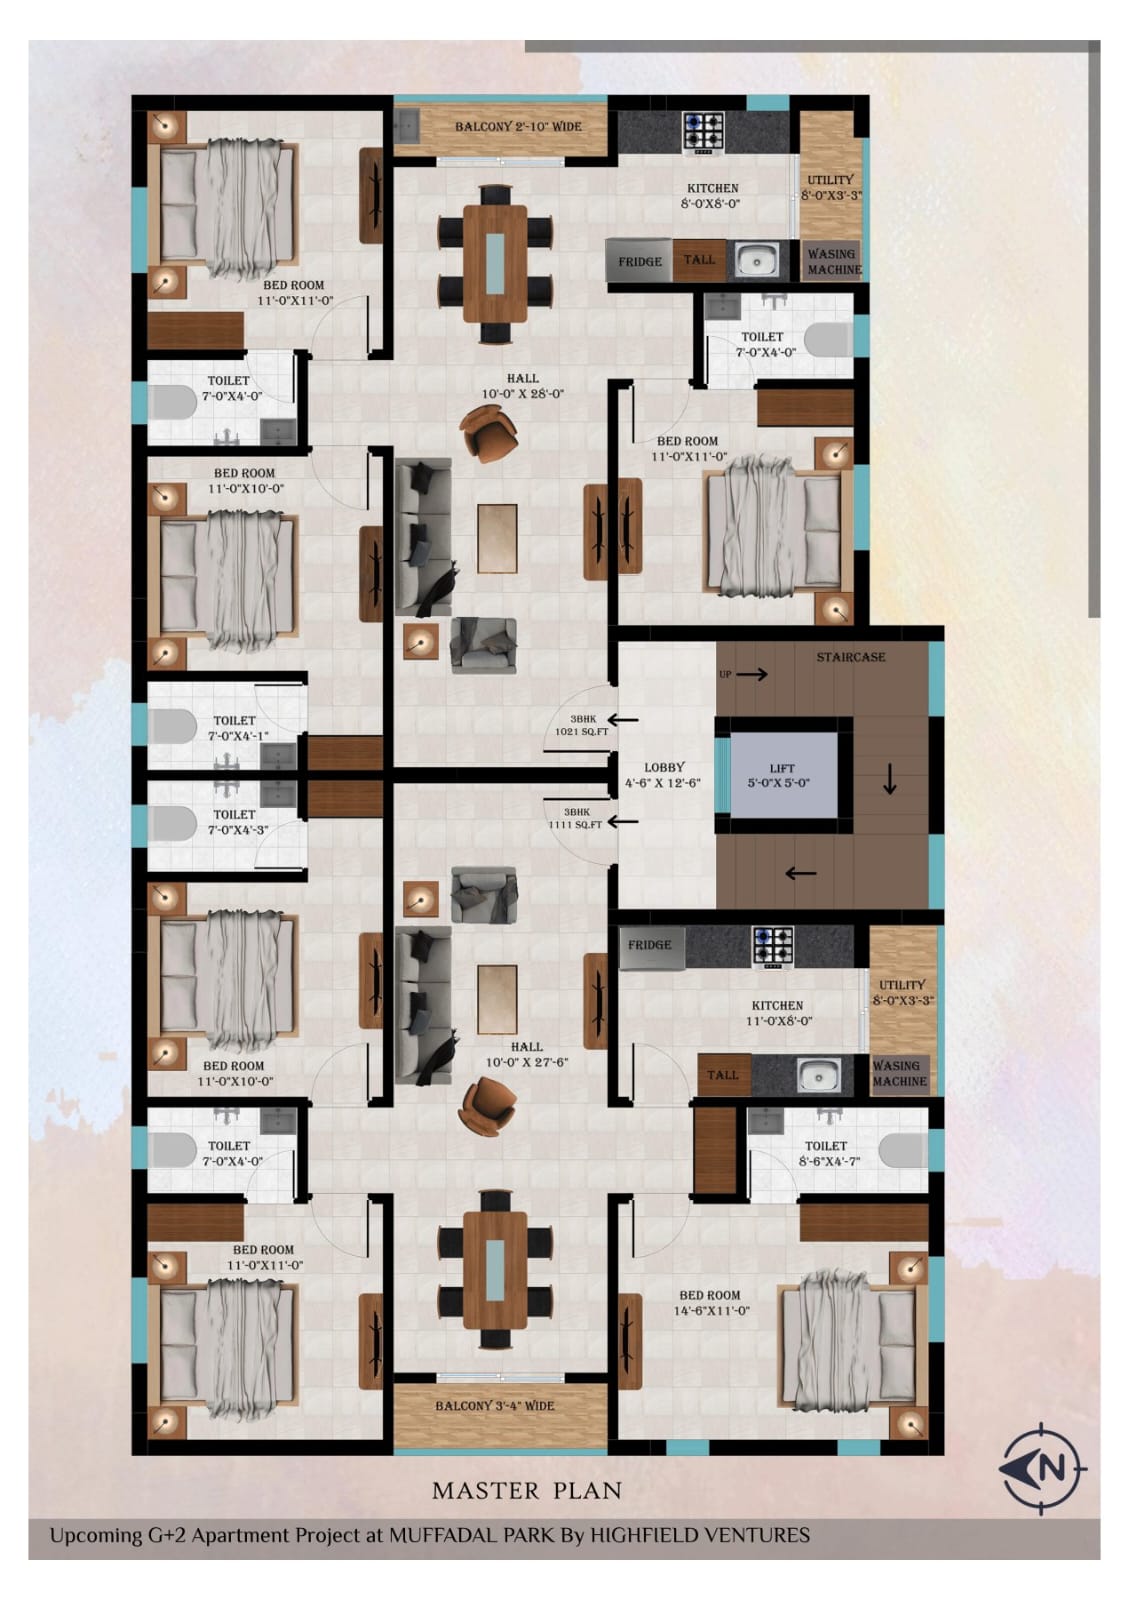 BALCONY 2'-10" WIDE
KITCHEN
8'-0"X8'-0"
UTILITY
8'-0"X3'-3"
FRIDGE
TALL
WASING
MACHINE
BED ROOM
11'-0"X11'-0"
TOILET
7'-0"X4'-0"
TOILET
7'-0"X4'-0"
HALL
10'-0" X 28'-0"
BED ROOM
11'-0"X11'-0"
BED ROOM
11'-0"X10'-0"
STAIRCASE
UP
TOILET
7'-0"X4'-1"
3BHK
1021 SQ.FT
LOBBY
4'-6" X 12'-6"
LIFT
5'-0"X 5'-0"
TOILET
7'-0"X4'-3"
3BHK
1111 SQ.FT
FRIDGE
KITCHEN
11'-0"X8'-0"
UTILITY
8'-0"X3'-3"
HALL
10'-0" X 27'-6"
BED ROOM
11'-0"X10'-0"
TALL
WASING
MACHINE
TOILET
7'-0"X4'-0"
TOILET
8'-6"X4'-7"
BED ROOM
11'-0"X11'-0"
BED ROOM
14'-6"X11'-0"
BALCONY 3'-4" WIDE
N
MASTER PLAN
Upcoming G+2 Apartment Project at MUFFADAL PARK By HIGHFIELD VENTURES